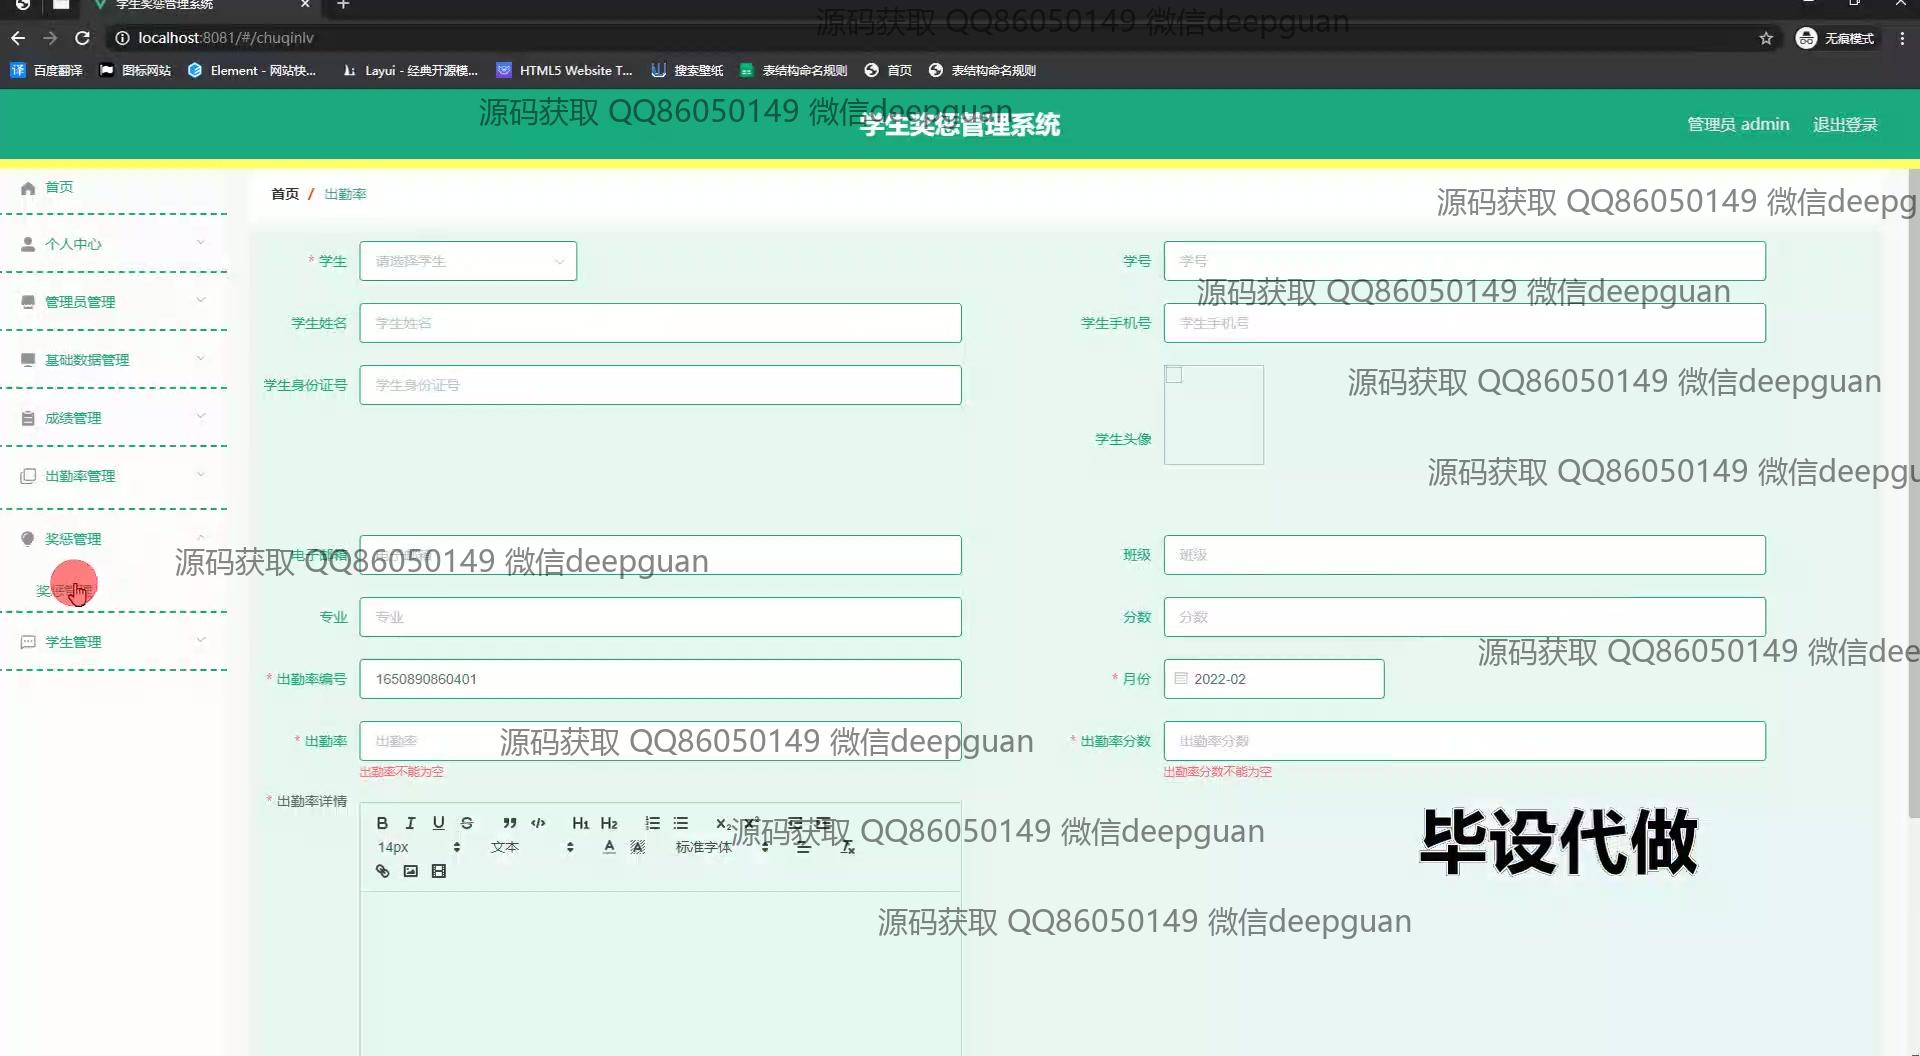 学生奖惩管理系统
localhost:8081/#/chuqinlv
无痕模式
百度翻译
图标网站
Element - 网站快...
Layui - 经典开源模...
HTML5 Website T...
搜索壁纸
表结构命名规则
首页
表结构命名规则
源码获取 QQ86050149 微信deepguan
源码获取 QQ86050149 微信deepguan
学生奖惩管理系统
管理员 admin
退出登录
首页
个人中心
管理员管理
基础数据管理
成绩管理
出勤率管理
奖惩管理
奖惩管理
学生管理
首页 / 出勤率
源码获取 QQ86050149 微信deepg
* 学生
请选择学生
学号
学号
源码获取 QQ86050149 微信deepguan
学生姓名
学生姓名
学生手机号
学生手机号
学生身份证号
学生身份证号
源码获取 QQ86050149 微信deepguan
学生头像
源码获取 QQ86050149 微信deepgu
电子邮箱
源码获取 QQ86050149 微信deepguan
班级
班级
专业
专业
分数
分数
源码获取 QQ86050149 微信dee
* 出勤率编号
1650890860401
* 月份
2022-02
* 出勤率
出勤率
源码获取 QQ86050149 微信deepguan
出勤率不能为空
* 出勤率分数
出勤率分数
出勤率分数不能为空
* 出勤率详情
B I U S
H1 H2
X2 X2
14px
文本
标准字体
源码获取 QQ86050149 微信deepguan
毕设代做
源码获取 QQ86050149 微信deepguan